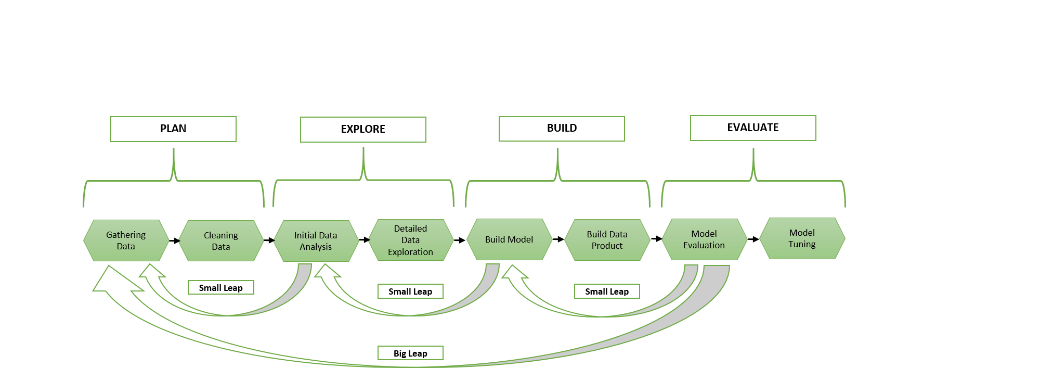 PLAN
EXPLORE
BUILD
EVALUATE
Gathering
Data
Cleaning
Data
Initial Data
Analysis
Detailed
Data
Exploration
Build Model
Build Data
Product
Model
Evaluation
Model
Tuning
Small Leap
Small Leap
Small Leap
Big Leap